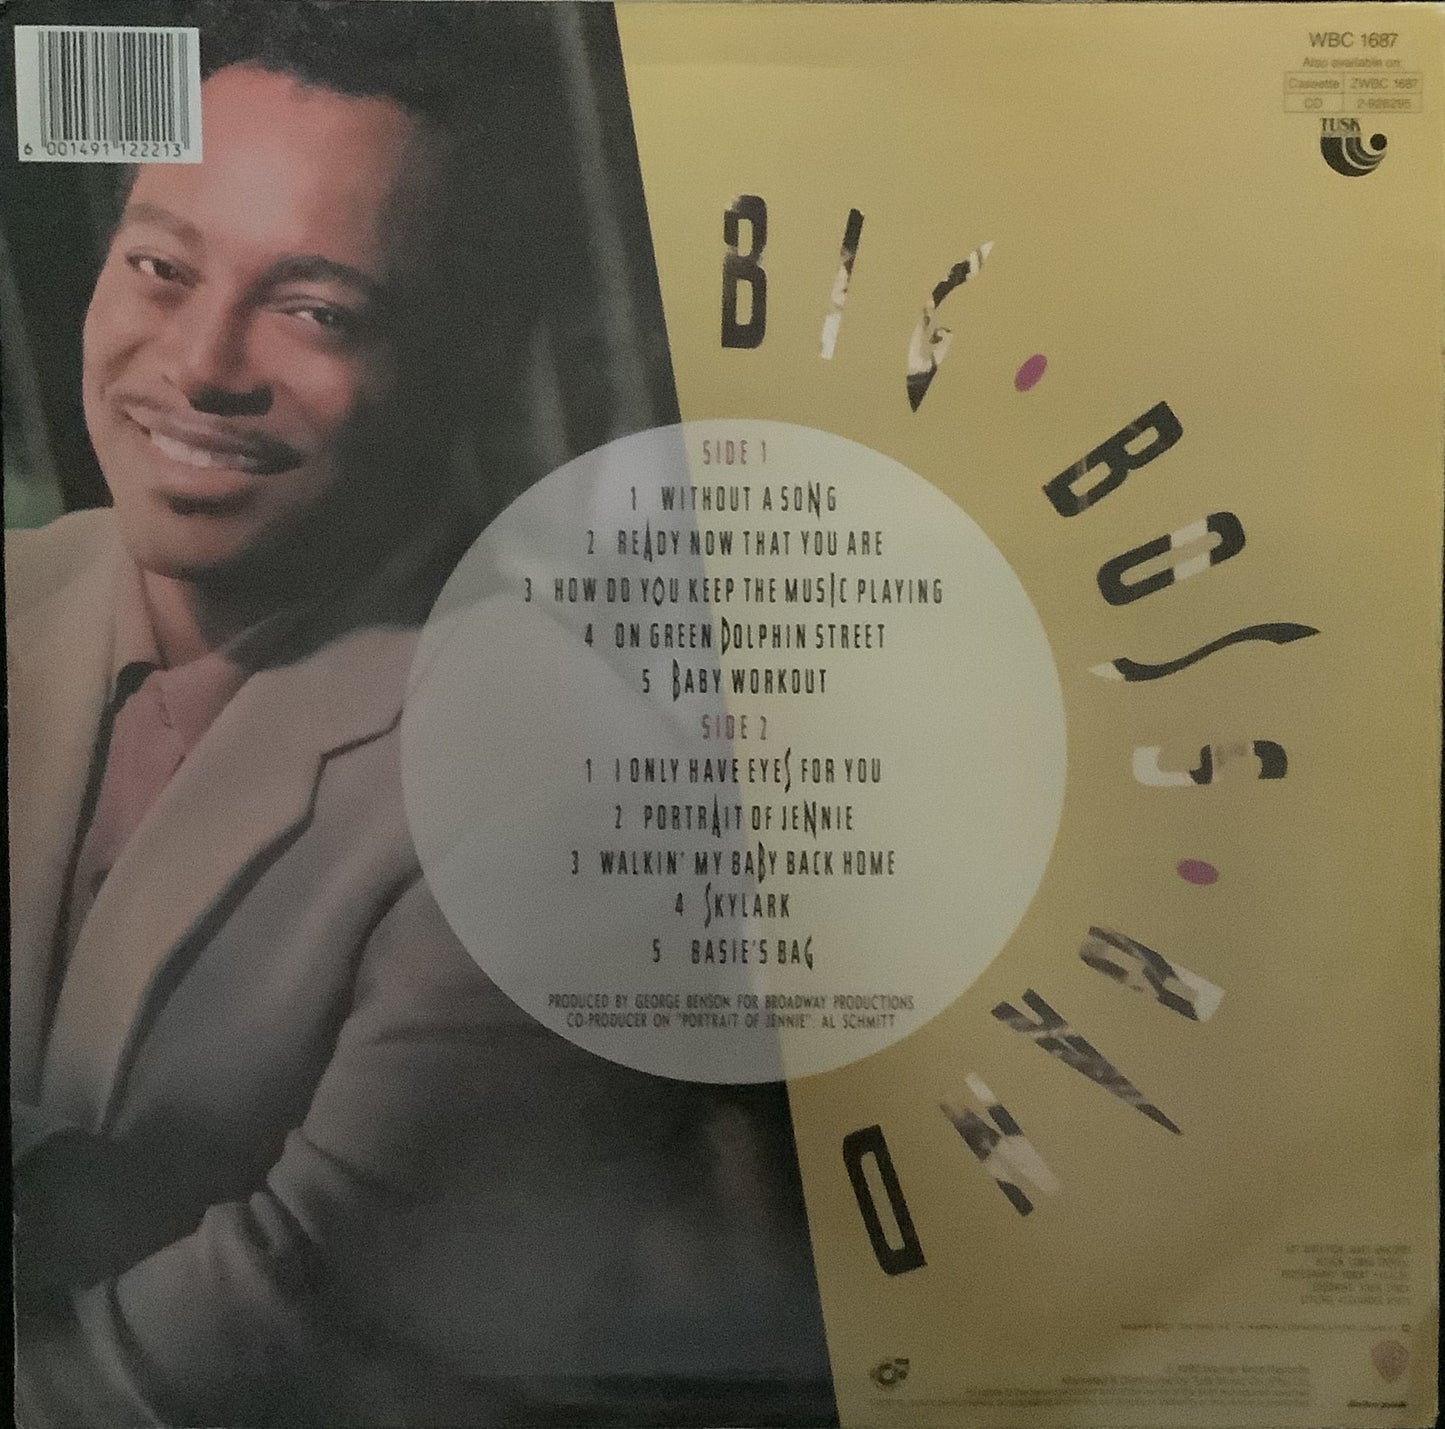 6 001491 122213
WBC 1687
Also available on:
Cassette ZWBC 1687
CD 2-926295
TUSK
BIG • BOSS • BAND
SIDE 1
1 WITHOUT A SONG
2 READY NOW THAT YOU ARE
3 HOW DO YOU KEEP THE MUSIC PLAYING
4 ON GREEN DOLPHIN STREET
5 BABY WORKOUT
SIDE 2
1 I ONLY HAVE EYES FOR YOU
2 PORTRAIT OF JENNIE
3 WALKIN' MY BABY BACK HOME
4 SKYLARK
5 BASIE'S BAG
PRODUCED BY GEORGE BENSON FOR BROADWAY PRODUCTIONS
CO-PRODUCER ON "PORTRAIT OF JENNIE": AL SCHMITT